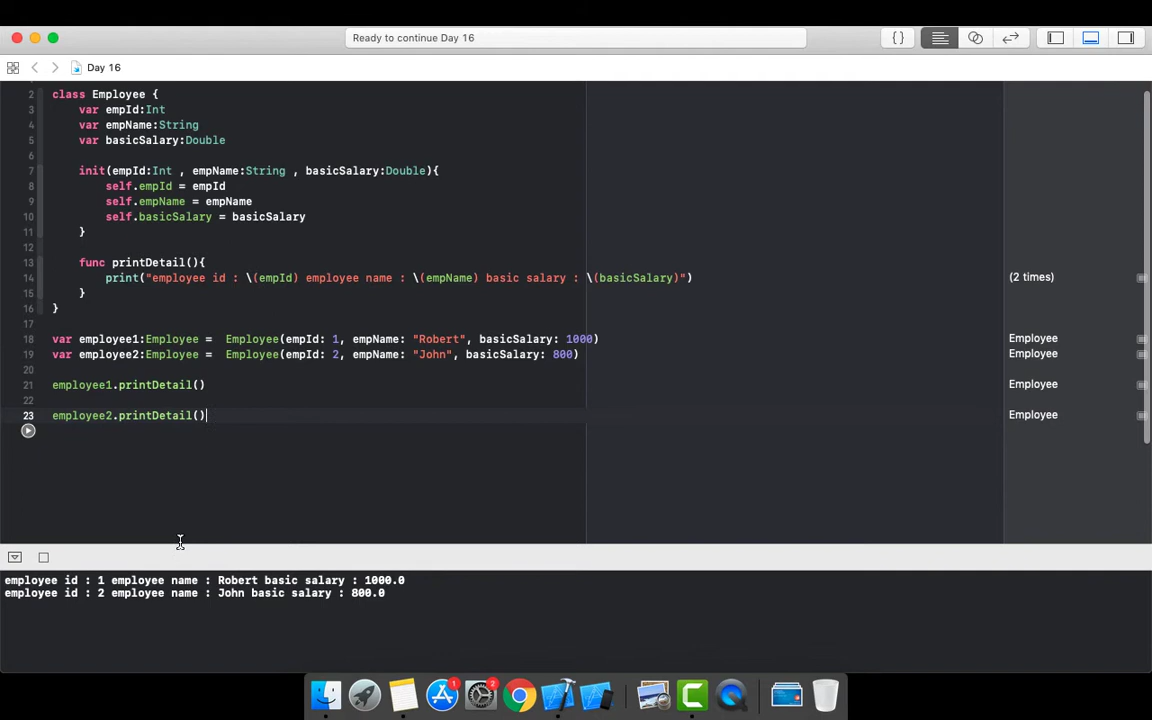 Ready to continue Day 16
{ }
Day 16
2 class Employee {
3 var empId:Int
4 var empName:String
5 var basicSalary:Double
6
7 init(empId:Int , empName:String , basicSalary:Double){
8 self.empId = empId
9 self.empName = empName
10 self.basicSalary = basicSalary
11 }
12
13 func printDetail(){
14 print("employee id : \(empId) employee name : \(empName) basic salary : \(basicSalary)") (2 times)
15 }
16 }
17
18 var employee1:Employee =  Employee(empId: 1, empName: "Robert", basicSalary: 1000) Employee
19 var employee2:Employee =  Employee(empId: 2, empName: "John", basicSalary: 800) Employee
20
21 employee1.printDetail() Employee
22
23 employee2.printDetail() Employee
employee id : 1 employee name : Robert basic salary : 1000.0
employee id : 2 employee name : John basic salary : 800.0
1 2